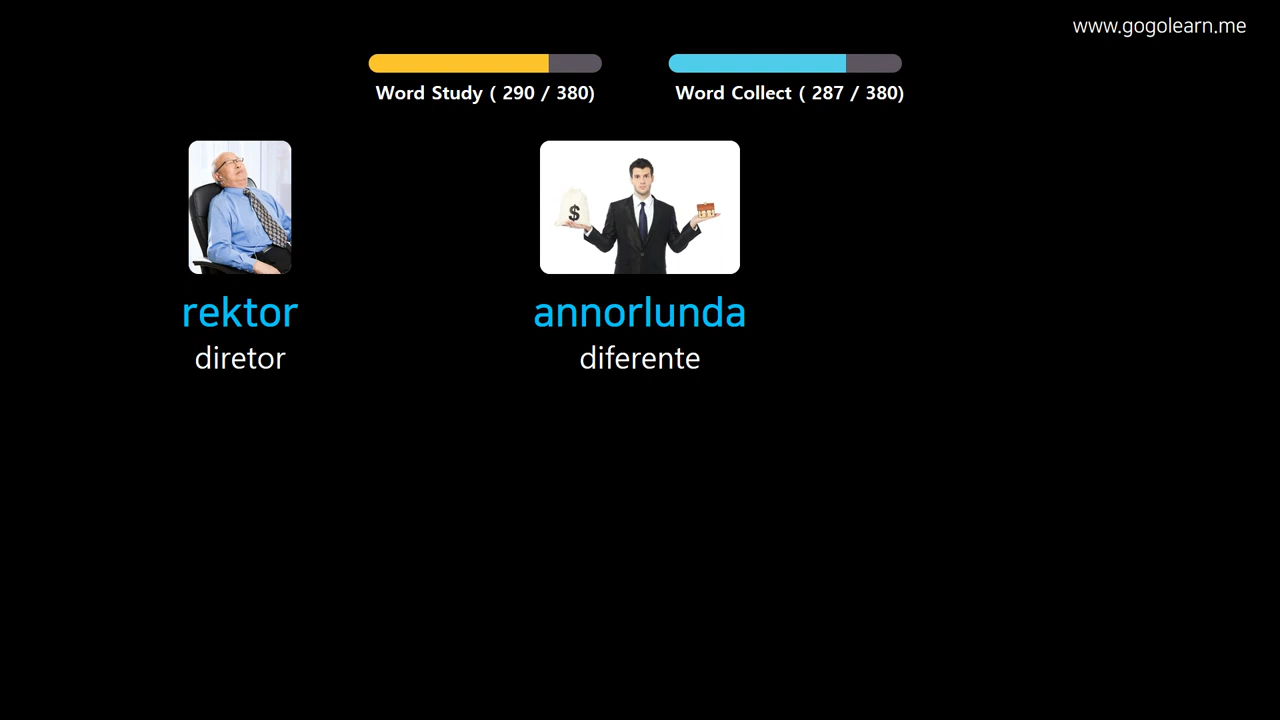 www.gogolearn.me
Word Study ( 290 / 380)
Word Collect ( 287 / 380)
$
rektor
annorlunda
diretor
diferente